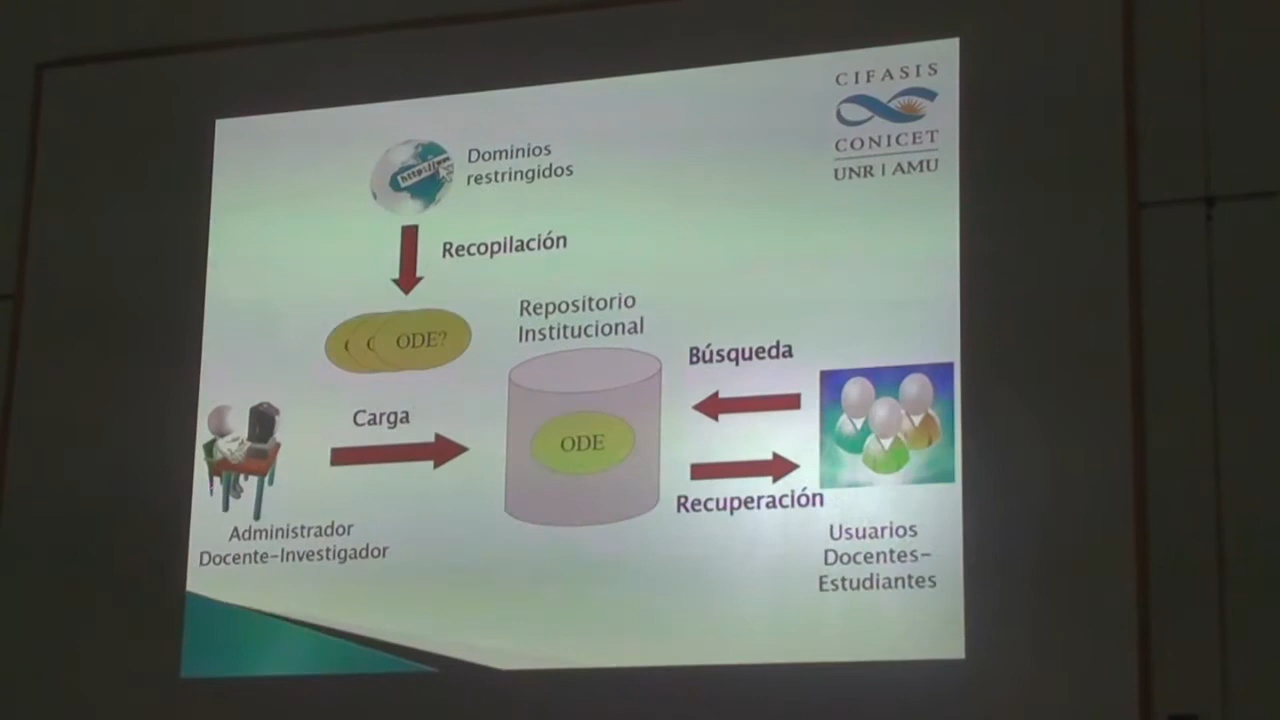 CIFASIS
CONICET
UNR | AMU
Dominios
restringidos
http://
Recopilación
ODE?
Repositorio
Institucional
Búsqueda
Carga
ODE
Recuperación
Administrador
Docente-Investigador
Usuarios
Docentes-
Estudiantes